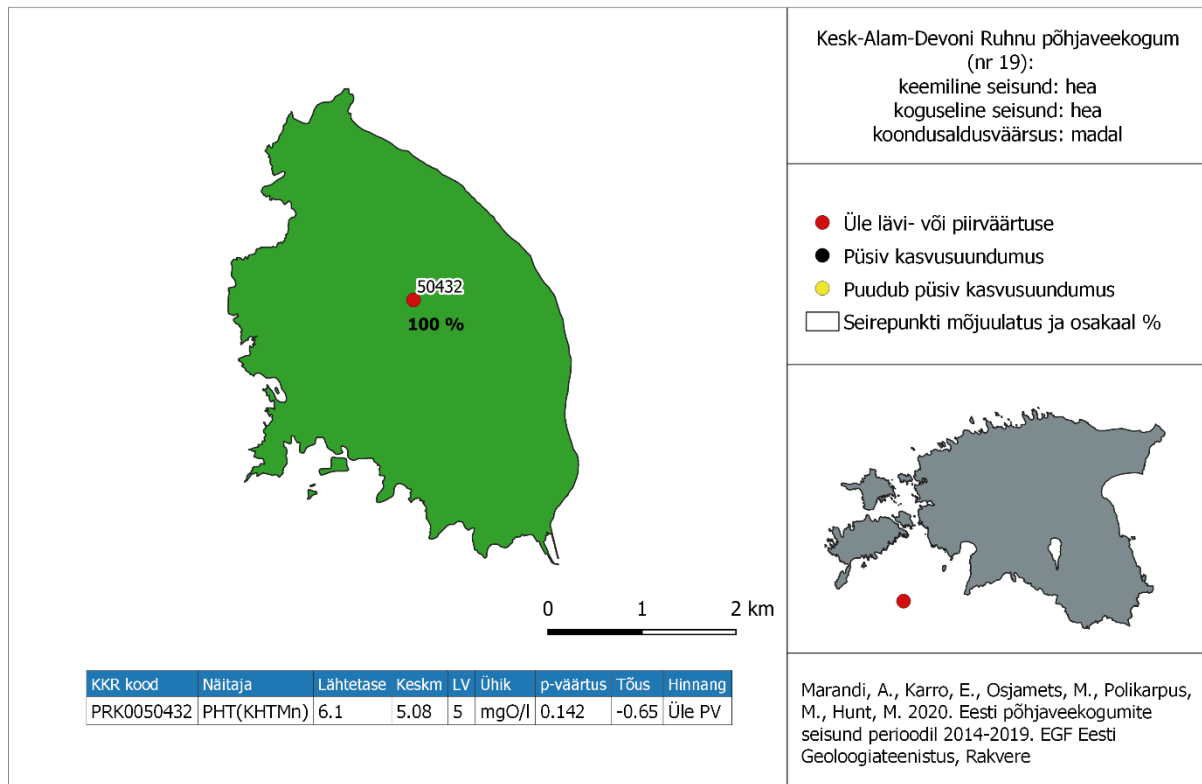 50432
100 %
0 1 2 km
KKR kood Näitaja Lähtetase Keskm LV Ühik p-väärtus Tõus Hinnang
PRK0050432 PHT(KHTMn) 6.1 5.08 5 mgO/l 0.142 -0.65 Üle PV
Kesk-Alam-Devoni Ruhnu põhjaveekogum
(nr 19):
keemiline seisund: hea
koguseline seisund: hea
koondusaldusväärsus: madal
Üle lävi- või piirväärtuse
Püsiv kasvusuundumus
Puudub püsiv kasvusuundumus
Seirepunkti mõjuulatus ja osakaal %
Marandi, A., Karro, E., Osjamets, M., Polikarpus,
M., Hunt, M. 2020. Eesti põhjaveekogumite
seisund perioodil 2014-2019. EGF Eesti
Geoloogiateenistus, Rakvere